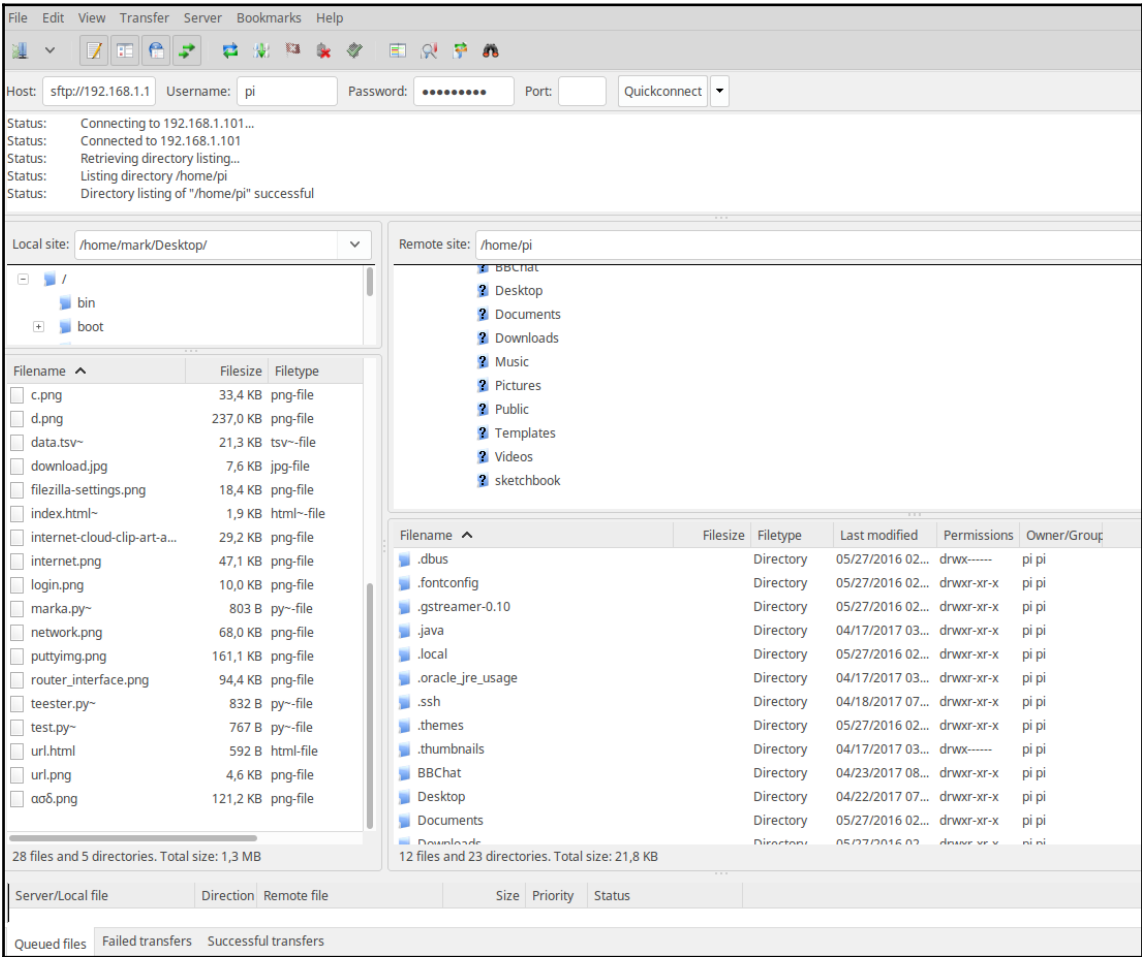 File Edit View Transfer Server Bookmarks Help
Host: sftp://192.168.1.1 Username: pi Password: ●●●●●●●●● Port: Quickconnect
Status: Connecting to 192.168.1.101...
Status: Connected to 192.168.1.101
Status: Retrieving directory listing...
Status: Listing directory /home/pi
Status: Directory listing of "/home/pi" successful
Local site: /home/mark/Desktop/
/
bin
boot
Filename Filesize Filetype
c.png 33,4 KB png-file
d.png 237,0 KB png-file
data.tsv~ 21,3 KB tsv~-file
download.jpg 7,6 KB jpg-file
filezilla-settings.png 18,4 KB png-file
index.html~ 1,9 KB html~-file
internet-cloud-clip-art-a... 29,2 KB png-file
internet.png 47,1 KB png-file
login.png 10,0 KB png-file
marka.py~ 803 B py~-file
network.png 68,0 KB png-file
puttyimg.png 161,1 KB png-file
router_interface.png 94,4 KB png-file
teester.py~ 832 B py~-file
test.py~ 767 B py~-file
url.html 592 B html-file
url.png 4,6 KB png-file
ασδ.png 121,2 KB png-file
28 files and 5 directories. Total size: 1,3 MB
Remote site: /home/pi
BBChat
Desktop
Documents
Downloads
Music
Pictures
Public
Templates
Videos
sketchbook
Filename Filesize Filetype Last modified Permissions Owner/Group
.dbus Directory 05/27/2016 02... drwx------ pi pi
.fontconfig Directory 05/27/2016 02... drwxr-xr-x pi pi
.gstreamer-0.10 Directory 05/27/2016 02... drwxr-xr-x pi pi
.java Directory 04/17/2017 03... drwxr-xr-x pi pi
.local Directory 05/27/2016 02... drwxr-xr-x pi pi
.oracle_jre_usage Directory 04/17/2017 03... drwxr-xr-x pi pi
.ssh Directory 04/18/2017 07... drwxr-xr-x pi pi
.themes Directory 05/27/2016 02... drwxr-xr-x pi pi
.thumbnails Directory 04/17/2017 03... drwx------ pi pi
BBChat Directory 04/23/2017 08... drwxr-xr-x pi pi
Desktop Directory 04/22/2017 07... drwxr-xr-x pi pi
Documents Directory 05/27/2016 02... drwxr-xr-x pi pi
Downloads Directory 05/27/2016 02... drwxr-xr-x pi pi
12 files and 23 directories. Total size: 21,8 KB
Server/Local file Direction Remote file Size Priority Status
Queued files Failed transfers Successful transfers